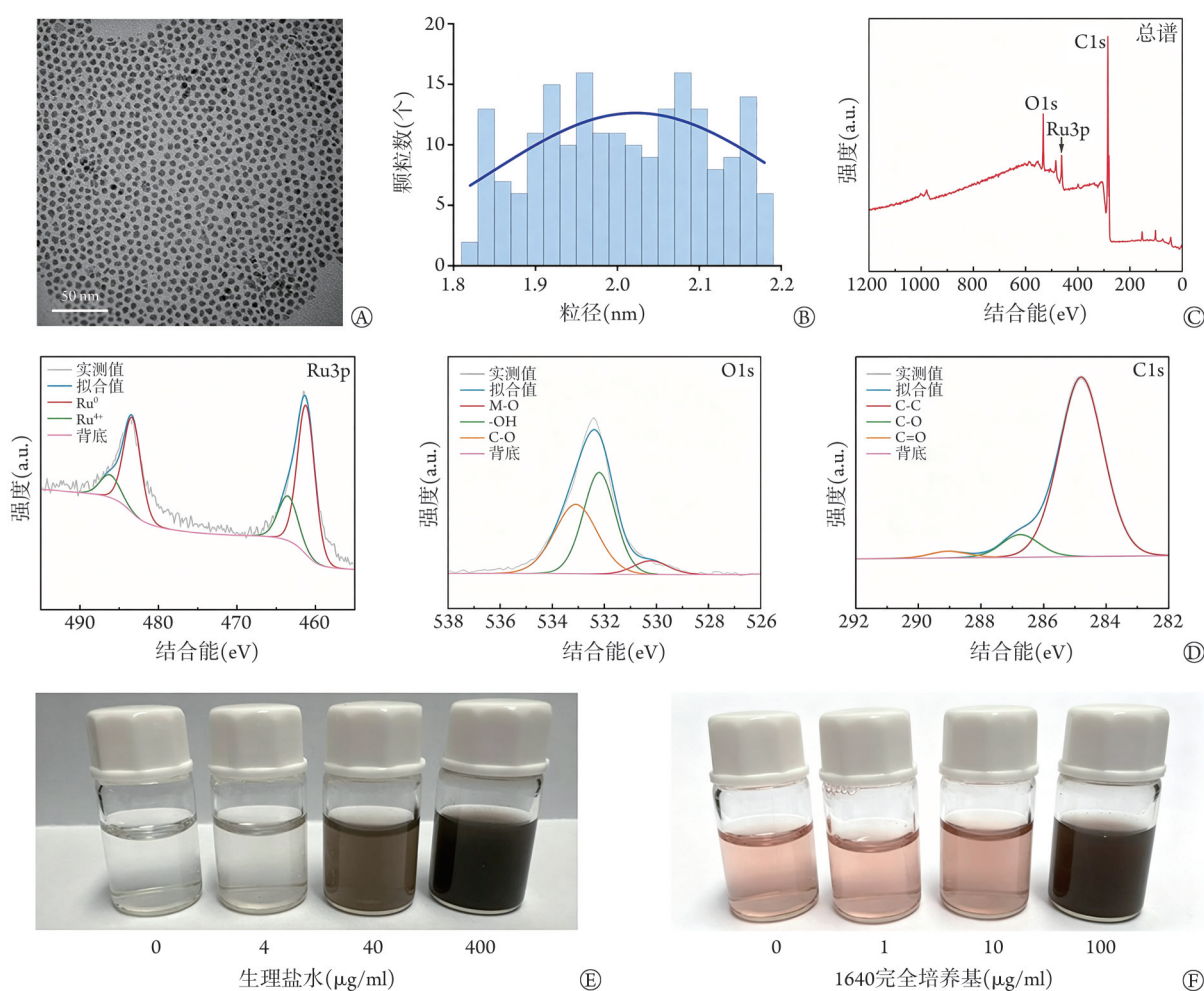 50 nm
Ⓐ
20
15
10
5
0
颗粒数(个)
1.8 1.9 2.0 2.1 2.2
粒径(nm)
Ⓑ
总谱
C1s
O1s
Ru3p
强度(a.u.)
1200 1000 800 600 400 200 0
结合能(eV)
Ⓒ
实测值
拟合值
Ru⁰
Ru⁴⁺
背底
Ru3p
强度(a.u.)
490 480 470 460
结合能(eV)
实测值
拟合值
M-O
-OH
C-O
背底
O1s
强度(a.u.)
538 536 534 532 530 528 526
结合能(eV)
实测值
拟合值
C-C
C-O
C=O
背底
C1s
强度(a.u.)
292 290 288 286 284 282
结合能(eV)
Ⓓ
0 4 40 400
生理盐水(μg/ml)
Ⓔ
0 1 10 100
1640完全培养基(μg/ml)
Ⓕ